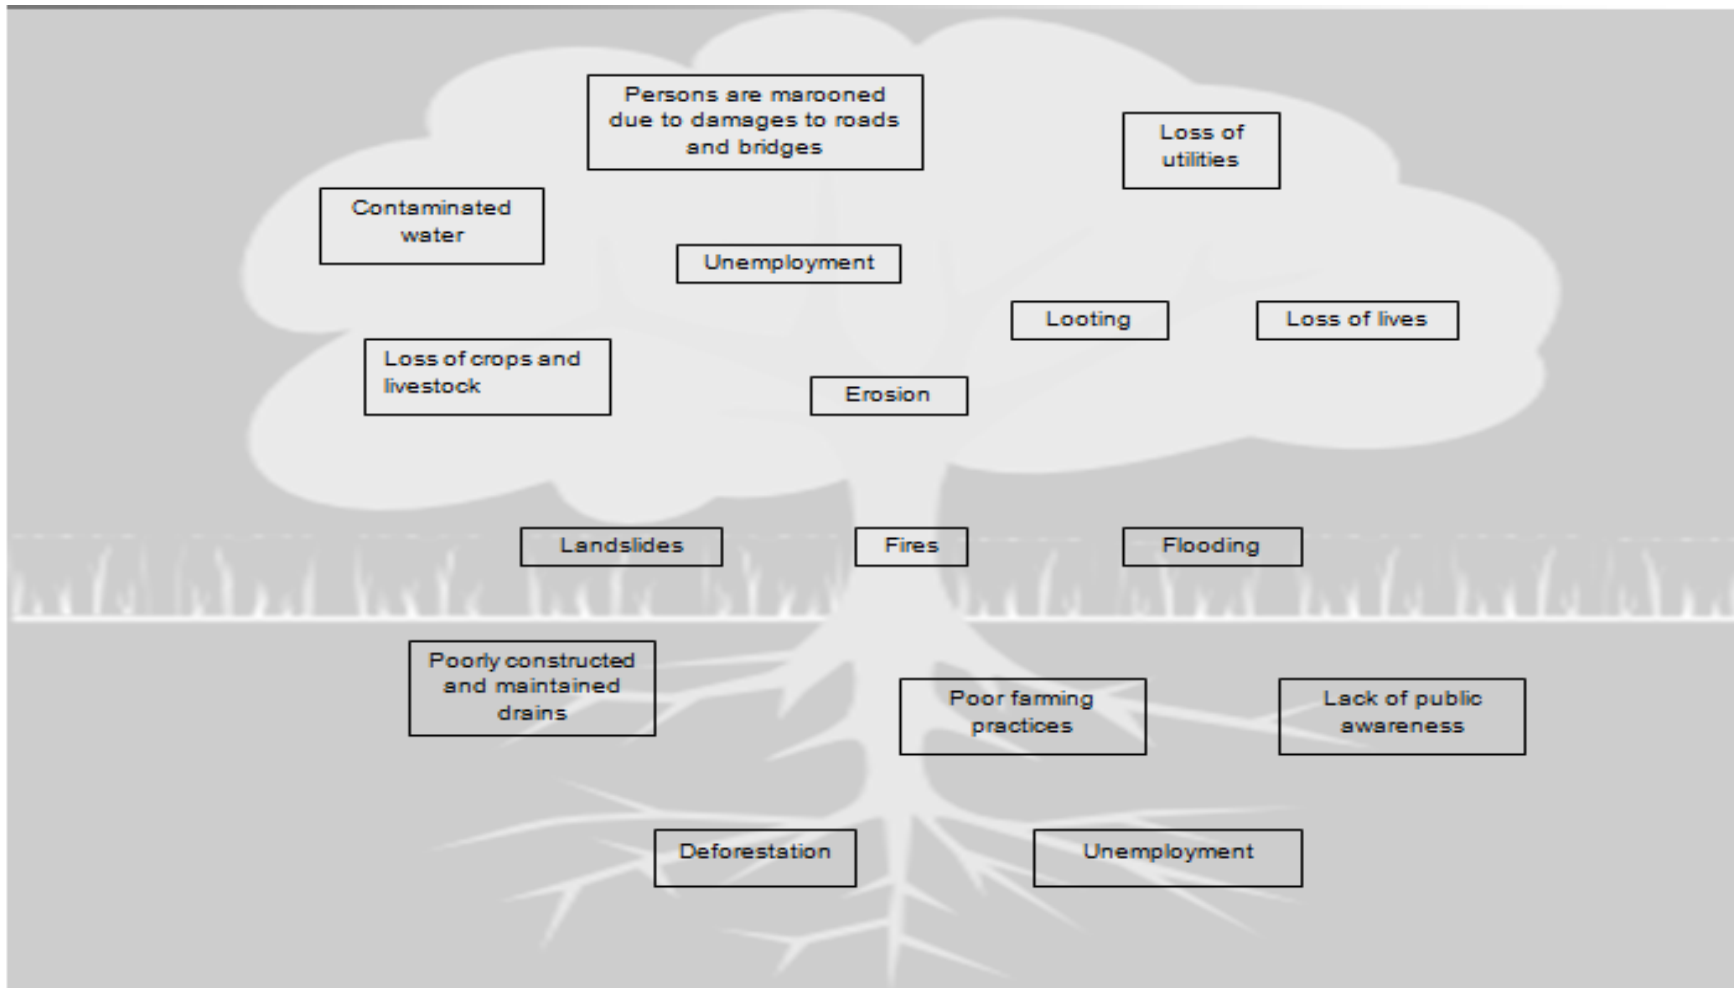 Persons are marooned
due to damages to roads
and bridges
Loss of
utilities
Contaminated
water
Unemployment
Looting
Loss of lives
Loss of crops and
livestock
Erosion
Landslides
Fires
Flooding
Poorly constructed
and maintained
drains
Poor farming
practices
Lack of public
awareness
Deforestation
Unemployment